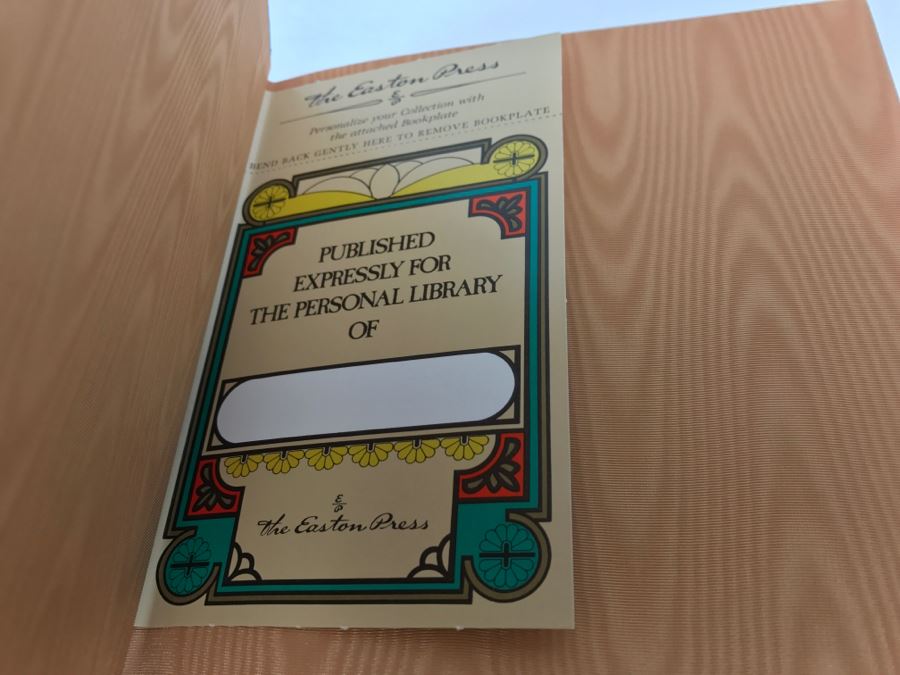 The Easton Press
E
P
Personalize your Collection with
the attached Bookplate
BEND BACK GENTLY HERE TO REMOVE BOOKPLATE
PUBLISHED
EXPRESSLY FOR
THE PERSONAL LIBRARY
OF
E
P
The Easton Press